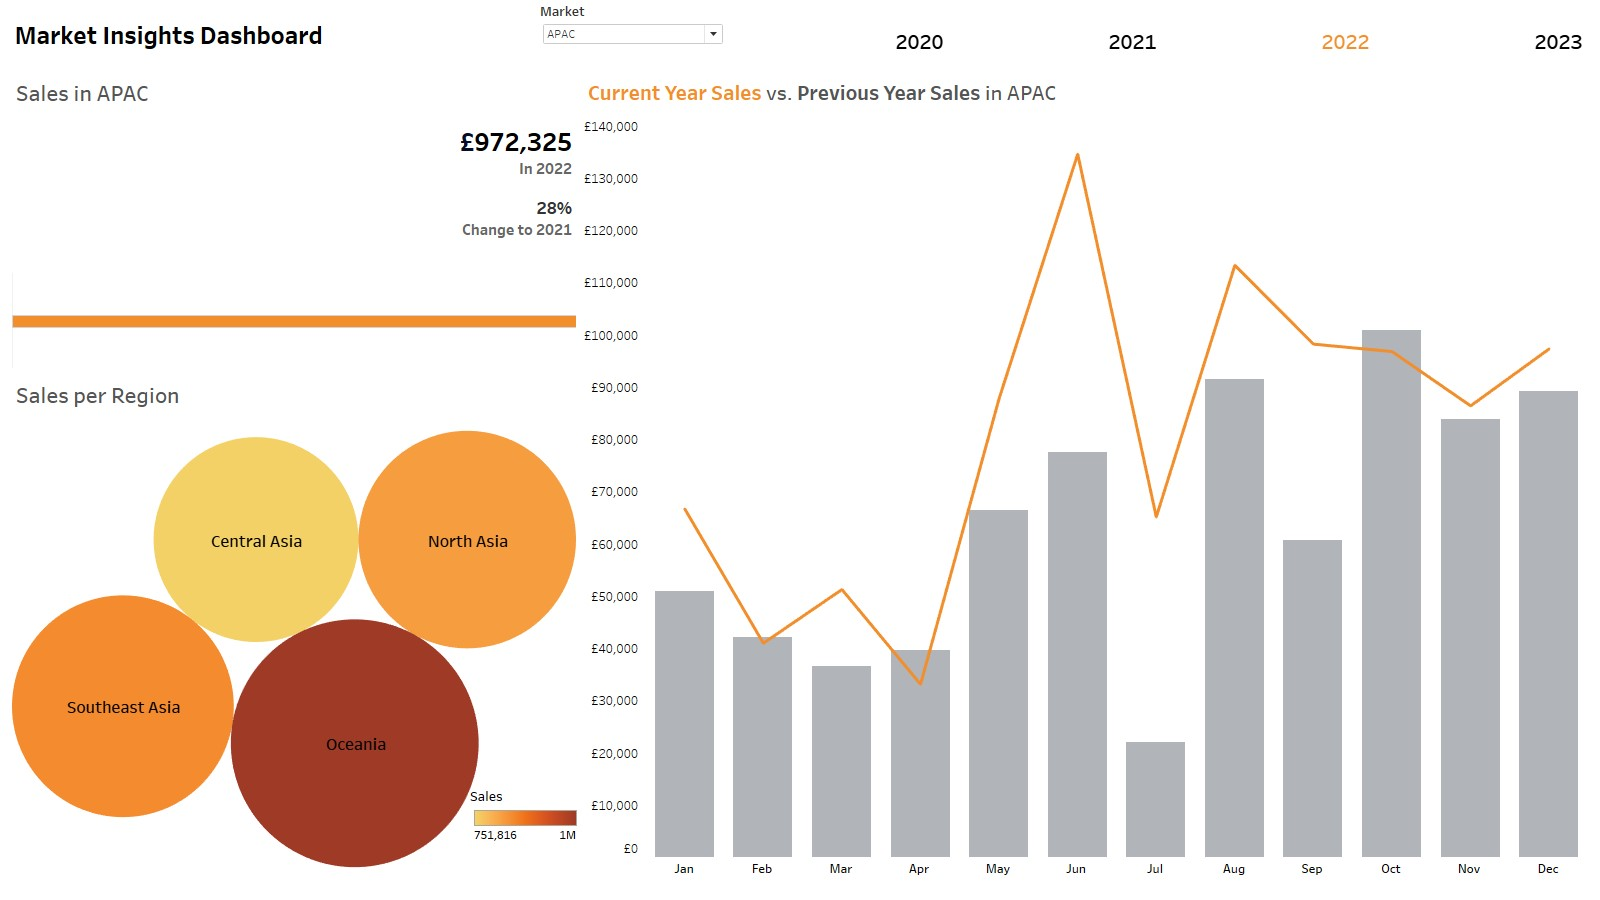 Market Insights Dashboard
Market
APAC
2020 2021 2022 2023
Sales in APAC
£972,325
In 2022
28%
Change to 2021
Sales per Region
Central Asia
North Asia
Southeast Asia
Oceania
Sales
751,816 1M
Current Year Sales vs. Previous Year Sales in APAC
£140,000
£130,000
£120,000
£110,000
£100,000
£90,000
£80,000
£70,000
£60,000
£50,000
£40,000
£30,000
£20,000
£10,000
£0
Jan Feb Mar Apr May Jun Jul Aug Sep Oct Nov Dec